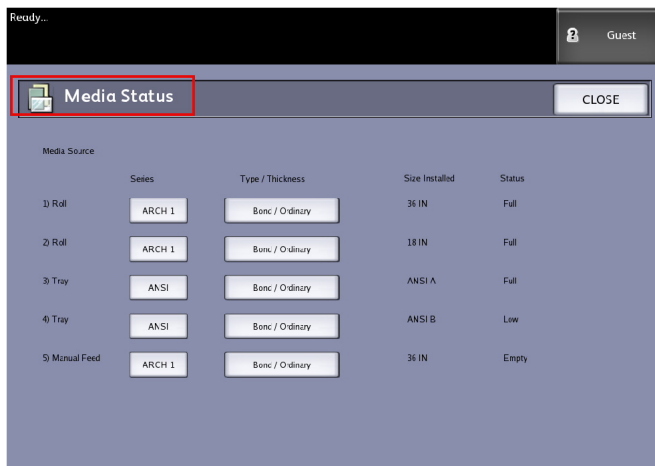 Ready...
Guest
Media Status
CLOSE
Media Source
Series Type / Thickness Size Installed Status
1) Roll ARCH 1 Bond / Ordinary 36 IN Full
2) Roll ARCH 1 Bond / Ordinary 18 IN Full
3) Tray ANSI Bond / Ordinary ANSI A Full
4) Tray ANSI Bond / Ordinary ANSI B Low
5) Manual Feed ARCH 1 Bond / Ordinary 36 IN Empty